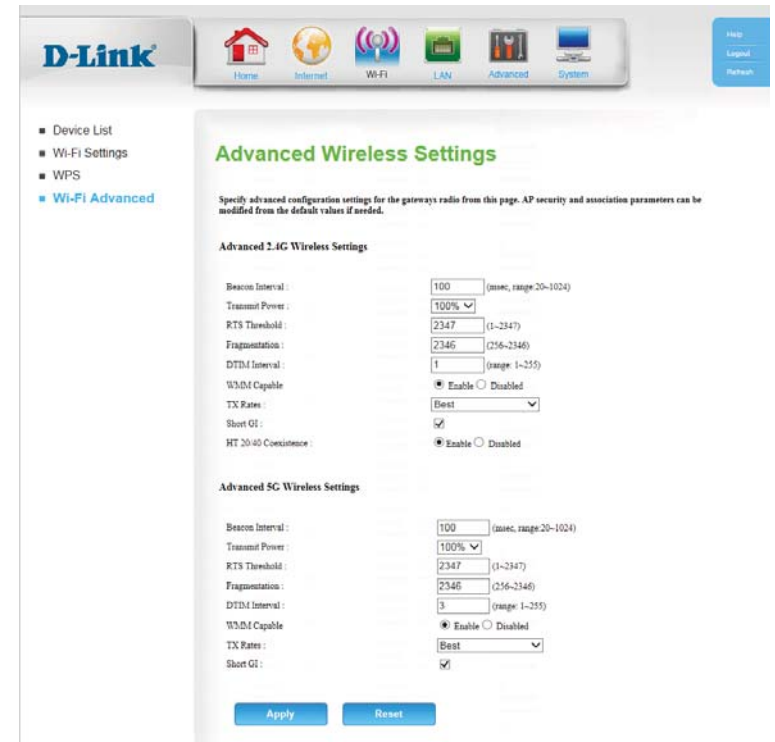 D-Link
Home
Internet
Wi-Fi
LAN
Advanced
System
Help
Logout
Refresh
Device List
Wi-Fi Settings
WPS
Wi-Fi Advanced
Advanced Wireless Settings
Specify advanced configuration settings for the gateways radio from this page. AP security and association parameters can be
modified from the default values if needed.
Advanced 2.4G Wireless Settings
Beacon Interval : 100 (msec, range:20~1024)
Transmit Power : 100%
RTS Threshold : 2347 (1~2347)
Fragmentation : 2346 (256~2346)
DTIM Interval : 1 (range: 1~255)
WMM Capable Enable Disabled
TX Rates : Best
Short GI :
HT 20/40 Coexistence : Enable Disabled
Advanced 5G Wireless Settings
Beacon Interval : 100 (msec, range:20~1024)
Transmit Power : 100%
RTS Threshold : 2347 (1~2347)
Fragmentation : 2346 (256~2346)
DTIM Interval : 3 (range: 1~255)
WMM Capable Enable Disabled
TX Rates : Best
Short GI :
Apply Reset